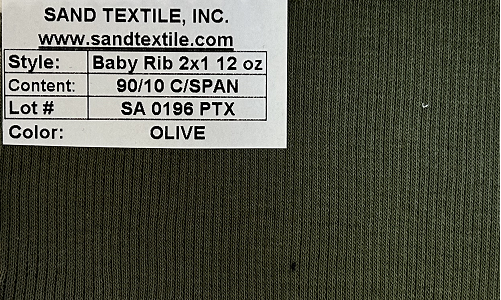 SAND TEXTILE, INC.
www.sandtextile.com
Style: Baby Rib 2x1 12 oz
Content: 90/10 C/SPAN
Lot # SA 0196 PTX
Color: OLIVE